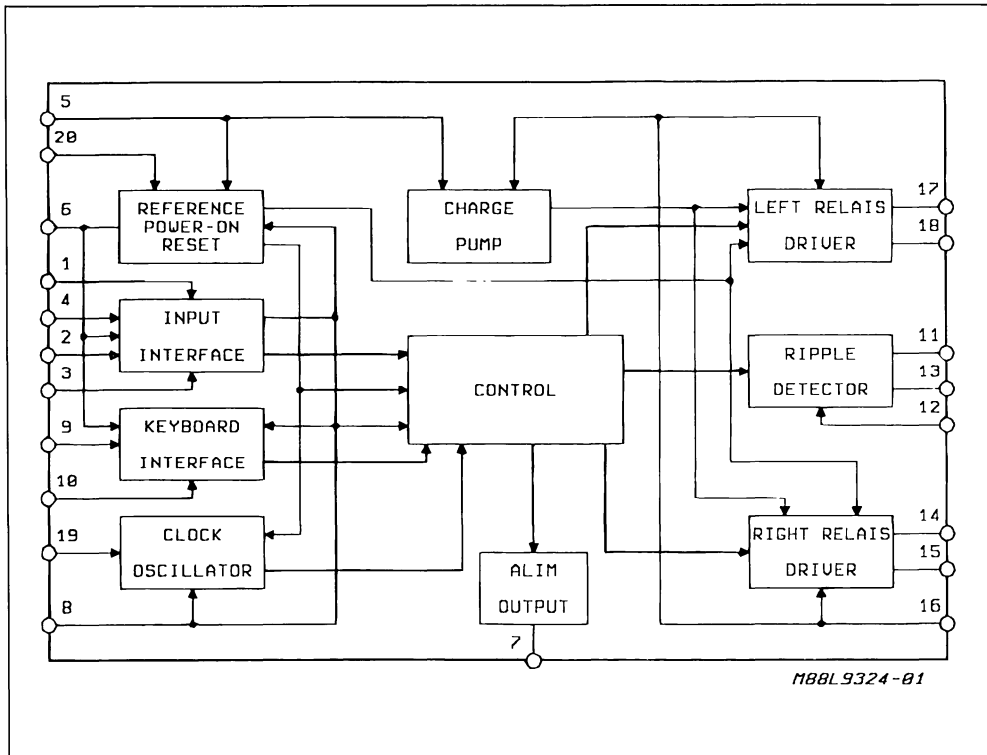 5
20
6
1
4
2
3
9
10
19
8
REFERENCE
POWER-ON
RESET
INPUT
INTERFACE
KEYBOARD
INTERFACE
CLOCK
OSCILLATOR
CHARGE
PUMP
CONTROL
ALIM
OUTPUT
7
LEFT RELAIS
DRIVER
RIPPLE
DETECTOR
RIGHT RELAIS
DRIVER
17
18
11
13
12
14
15
16
M88L9324-01